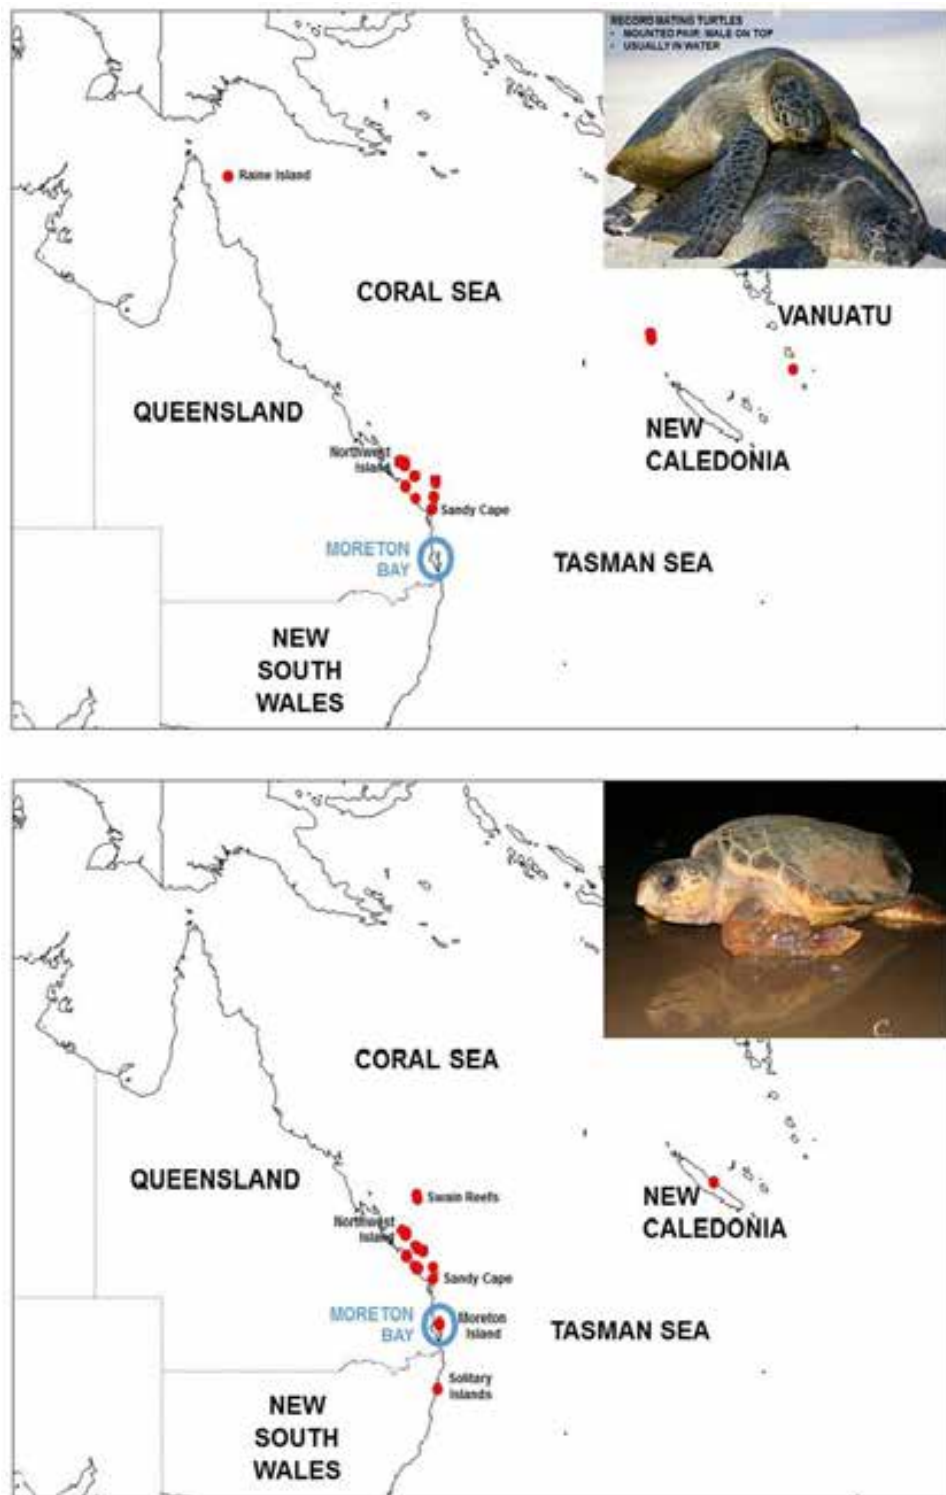 RECORD MATING TURTLES
• MOUNTED PAIR: MALE ON TOP
• USUALLY IN WATER
Raine Island
CORAL SEA
VANUATU
QUEENSLAND
NEW
CALEDONIA
Northwest
Island
Sandy Cape
MORETON
BAY
TASMAN SEA
NEW
SOUTH
WALES
CORAL SEA
QUEENSLAND
Swain Reefs
NEW
CALEDONIA
Northwest
Island
Sandy Cape
MORETON
BAY
Moreton
Island
TASMAN SEA
Solitary
Islands
NEW
SOUTH
WALES